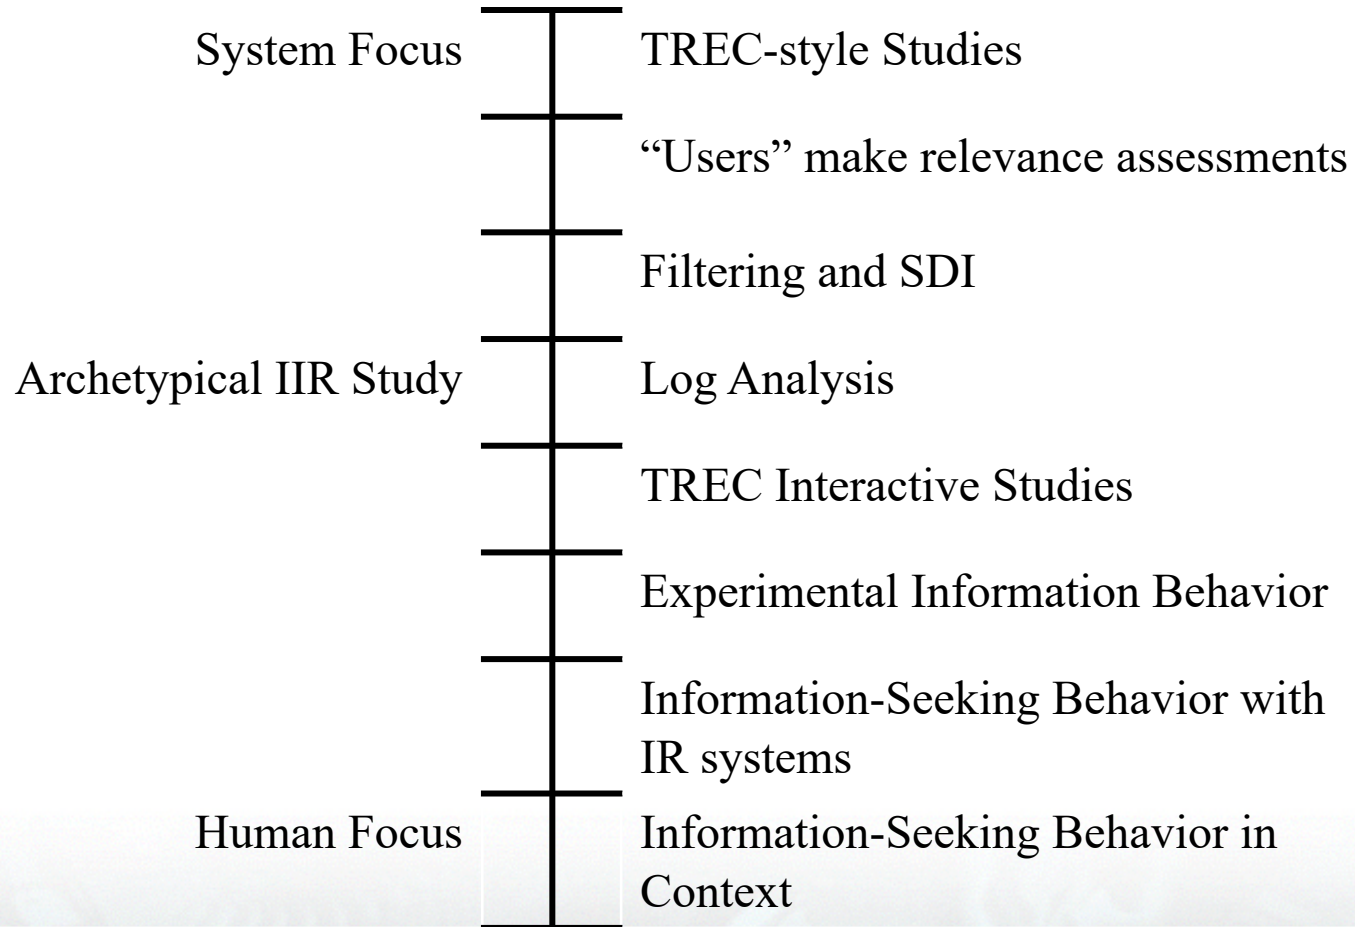 System Focus
TREC-style Studies
“Users” make relevance assessments
Filtering and SDI
Archetypical IIR Study
Log Analysis
TREC Interactive Studies
Experimental Information Behavior
Information-Seeking Behavior with
IR systems
Human Focus
Information-Seeking Behavior in
Context